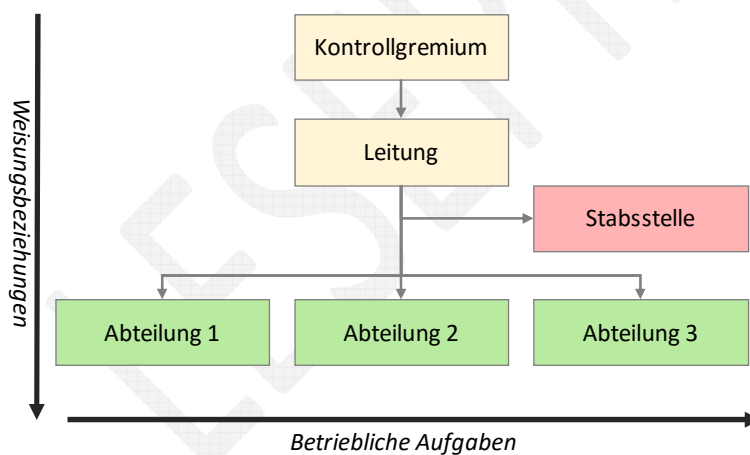 Kontrollgremium
Leitung
Stabsstelle
Abteilung 1
Abteilung 2
Abteilung 3
Weisungsbeziehungen
Betriebliche Aufgaben